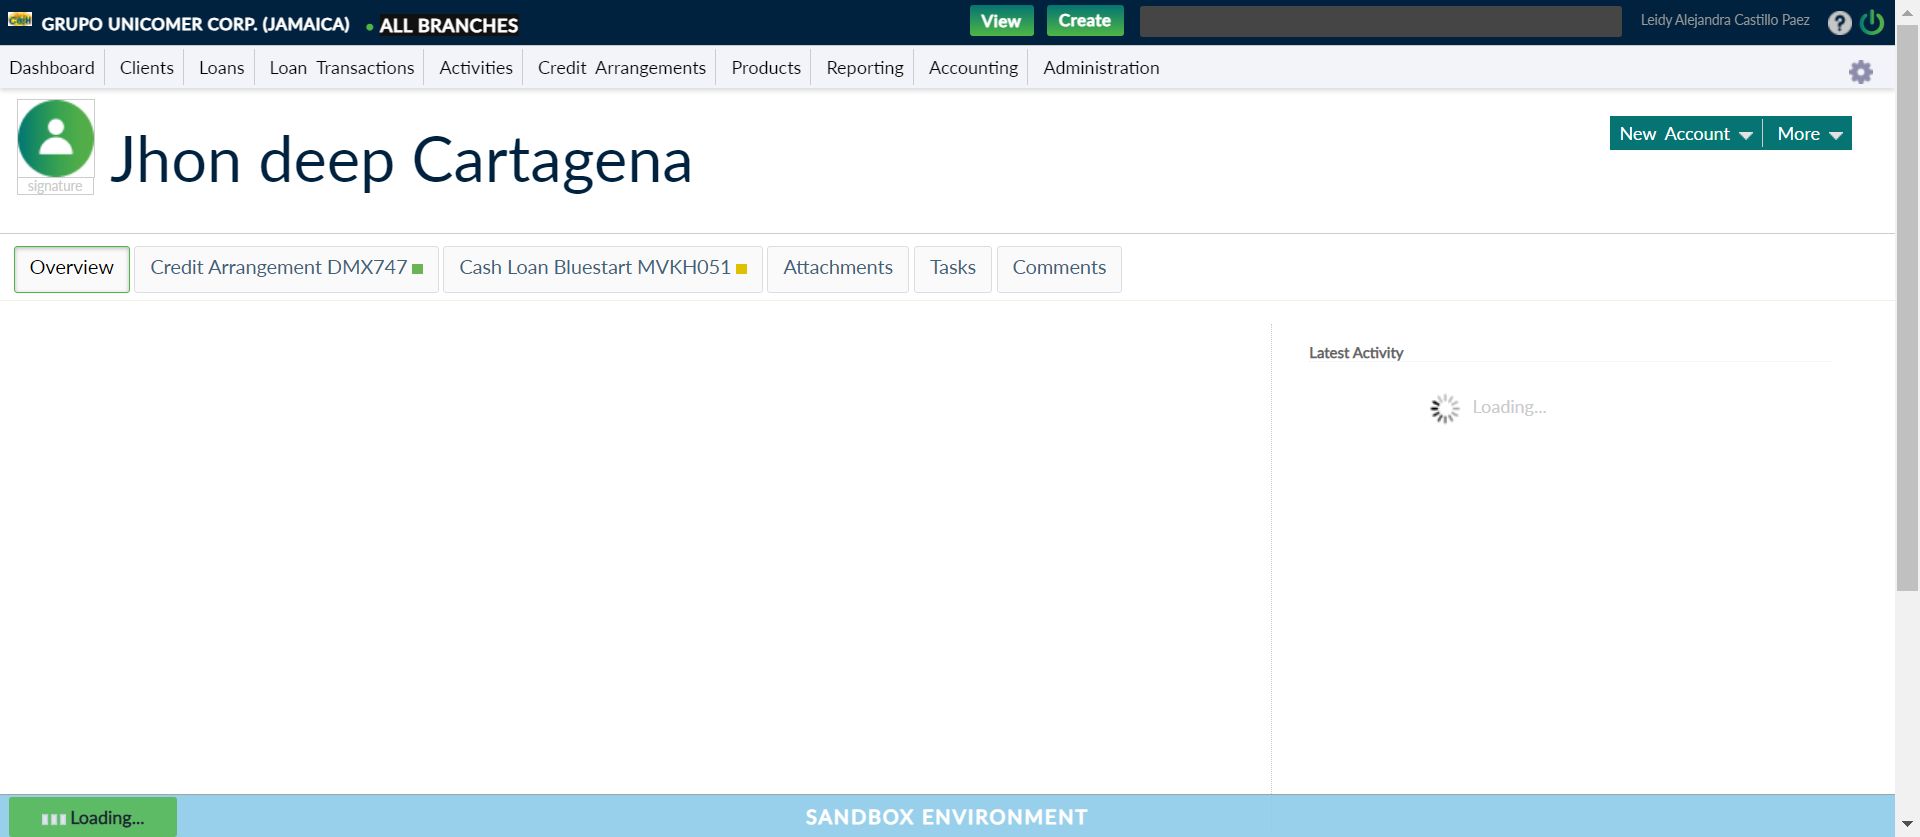 Cash GRUPO UNICOMER CORP. (JAMAICA) • ALL BRANCHES View Create Leidy Alejandra Castillo Paez ?
Dashboard Clients Loans Loan Transactions Activities Credit Arrangements Products Reporting Accounting Administration
Jhon deep Cartagena
signature
New Account More
Overview Credit Arrangement DMX747 Cash Loan Bluestart MVKH051 Attachments Tasks Comments
Latest Activity
Loading...
Loading... SANDBOX ENVIRONMENT